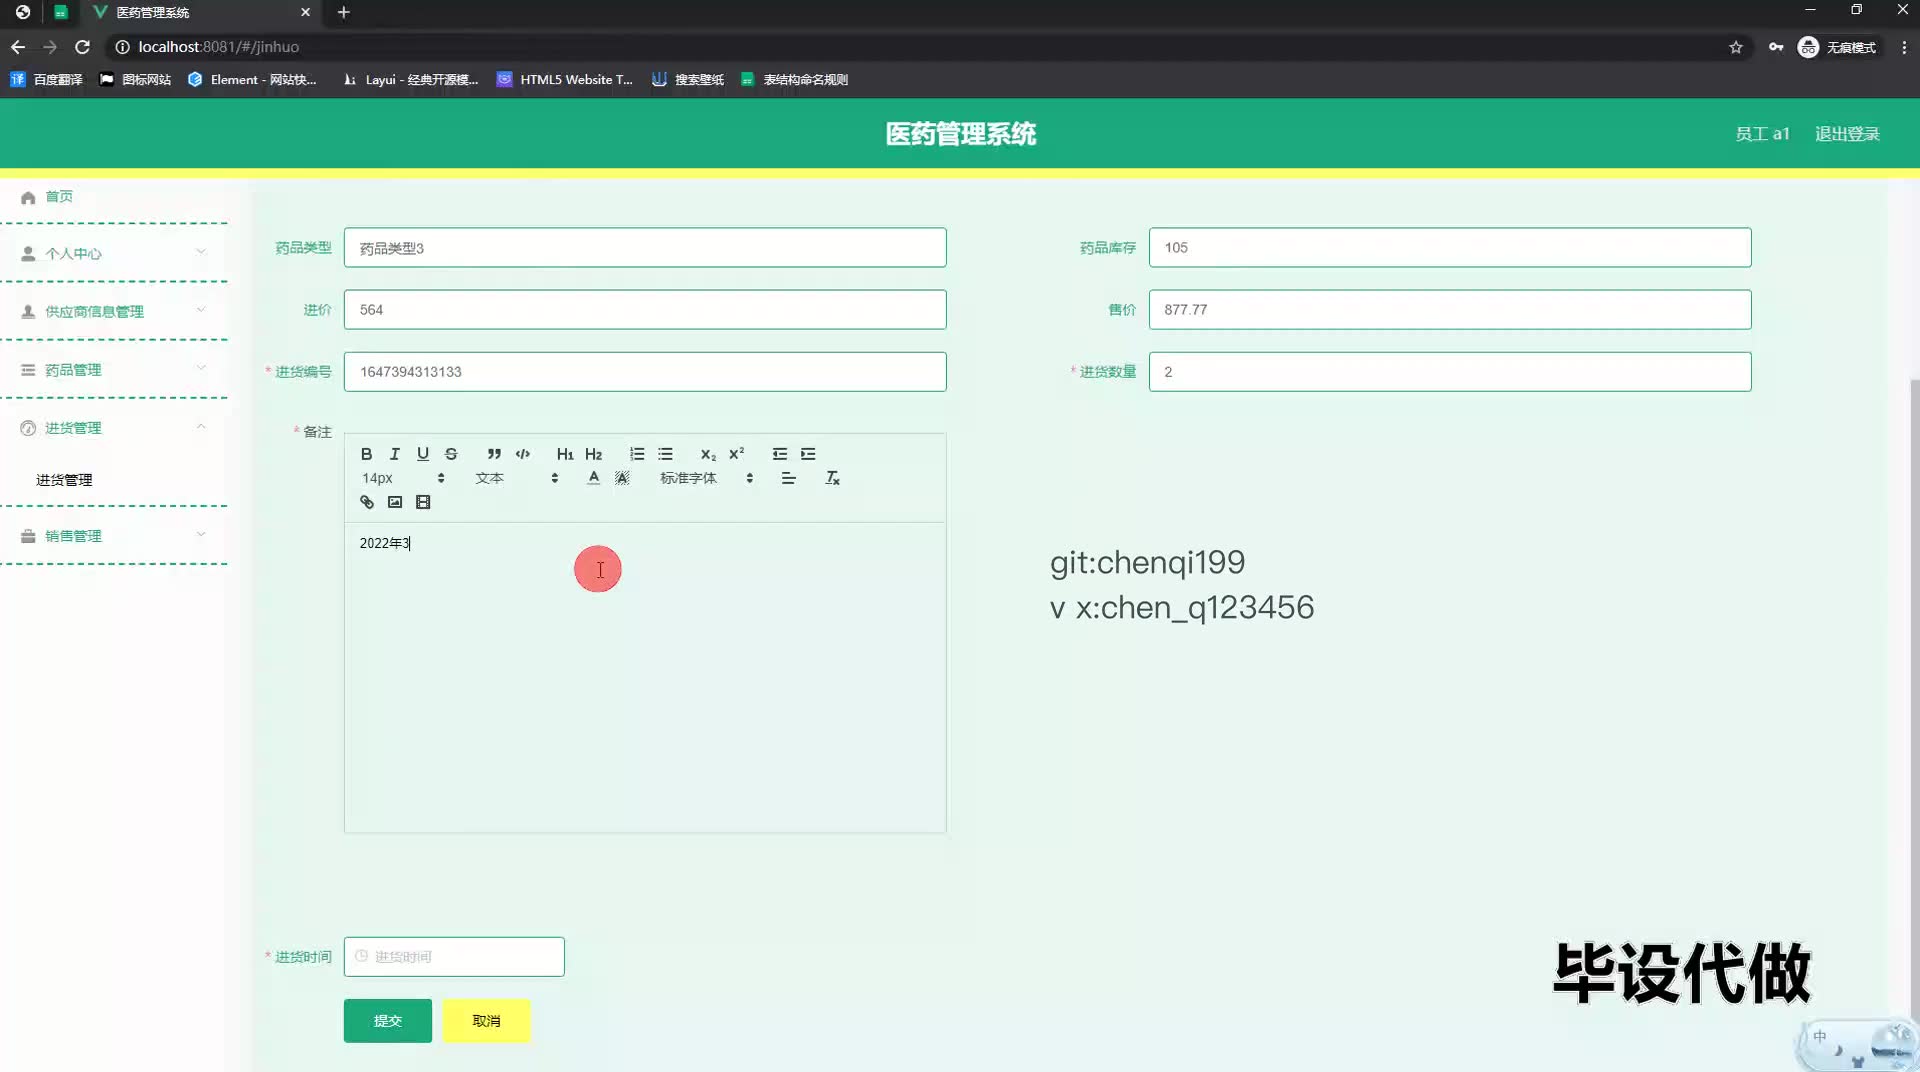 医药管理系统
localhost:8081/#/jinhuo
无痕模式
百度翻译
图标网站
Element - 网站快...
Layui - 经典开源模...
HTML5 Website T...
搜索壁纸
表结构命名规则
医药管理系统
员工 a1
退出登录
首页
个人中心
供应商信息管理
药品管理
进货管理
进货管理
销售管理
药品类型
药品类型3
药品库存
105
进价
564
售价
877.77
* 进货编号
1647394313133
* 进货数量
2
* 备注
B I U S H1 H2 X2 X2
14px
文本
A
A
标准字体
Tx
2022年3
git:chenqi199
v x:chen_q123456
* 进货时间
进货时间
提交
取消
毕设代做
中